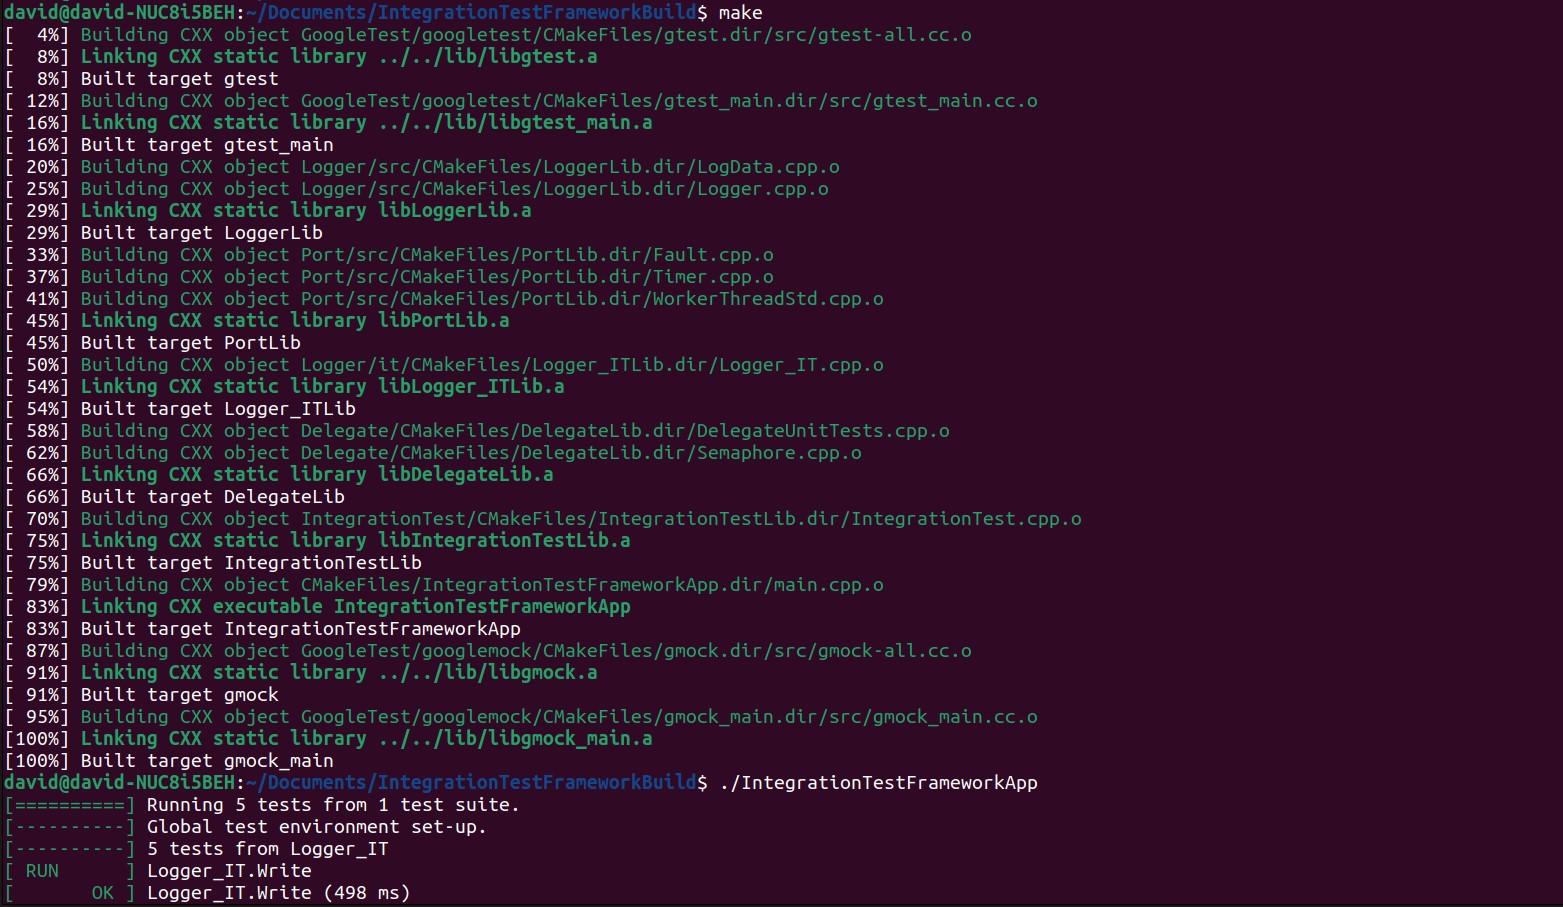 david@david-NUC8i5BEH:~/Documents/IntegrationTestFrameworkBuild$ make
[  4%] Building CXX object GoogleTest/googletest/CMakeFiles/gtest.dir/src/gtest-all.cc.o
[  8%] Linking CXX static library ../../lib/libgtest.a
[  8%] Built target gtest
[ 12%] Building CXX object GoogleTest/googletest/CMakeFiles/gtest_main.dir/src/gtest_main.cc.o
[ 16%] Linking CXX static library ../../lib/libgtest_main.a
[ 16%] Built target gtest_main
[ 20%] Building CXX object Logger/src/CMakeFiles/LoggerLib.dir/LogData.cpp.o
[ 25%] Building CXX object Logger/src/CMakeFiles/LoggerLib.dir/Logger.cpp.o
[ 29%] Linking CXX static library libLoggerLib.a
[ 29%] Built target LoggerLib
[ 33%] Building CXX object Port/src/CMakeFiles/PortLib.dir/Fault.cpp.o
[ 37%] Building CXX object Port/src/CMakeFiles/PortLib.dir/Timer.cpp.o
[ 41%] Building CXX object Port/src/CMakeFiles/PortLib.dir/WorkerThreadStd.cpp.o
[ 45%] Linking CXX static library libPortLib.a
[ 45%] Built target PortLib
[ 50%] Building CXX object Logger/it/CMakeFiles/Logger_ITLib.dir/Logger_IT.cpp.o
[ 54%] Linking CXX static library libLogger_ITLib.a
[ 54%] Built target Logger_ITLib
[ 58%] Building CXX object Delegate/CMakeFiles/DelegateLib.dir/DelegateUnitTests.cpp.o
[ 62%] Building CXX object Delegate/CMakeFiles/DelegateLib.dir/Semaphore.cpp.o
[ 66%] Linking CXX static library libDelegateLib.a
[ 66%] Built target DelegateLib
[ 70%] Building CXX object IntegrationTest/CMakeFiles/IntegrationTestLib.dir/IntegrationTest.cpp.o
[ 75%] Linking CXX static library libIntegrationTestLib.a
[ 75%] Built target IntegrationTestLib
[ 79%] Building CXX object CMakeFiles/IntegrationTestFrameworkApp.dir/main.cpp.o
[ 83%] Linking CXX executable IntegrationTestFrameworkApp
[ 83%] Built target IntegrationTestFrameworkApp
[ 87%] Building CXX object GoogleTest/googlemock/CMakeFiles/gmock.dir/src/gmock-all.cc.o
[ 91%] Linking CXX static library ../../lib/libgmock.a
[ 91%] Built target gmock
[ 95%] Building CXX object GoogleTest/googlemock/CMakeFiles/gmock_main.dir/src/gmock_main.cc.o
[100%] Linking CXX static library ../../lib/libgmock_main.a
[100%] Built target gmock_main
david@david-NUC8i5BEH:~/Documents/IntegrationTestFrameworkBuild$ ./IntegrationTestFrameworkApp
[==========] Running 5 tests from 1 test suite.
[----------] Global test environment set-up.
[----------] 5 tests from Logger_IT
[ RUN      ] Logger_IT.Write
[       OK ] Logger_IT.Write (498 ms)